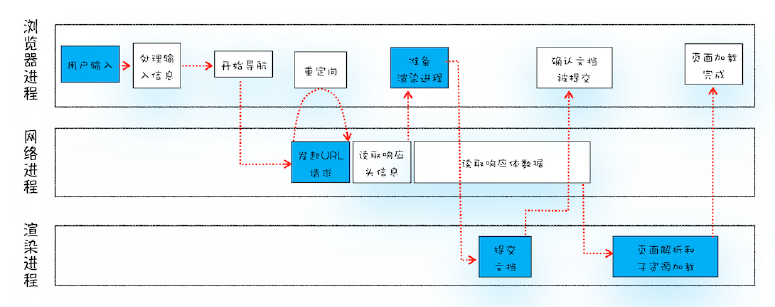 浏览器进程
用户输入
处理输
入信息
开始导航
重定向
准备
渲染进程
确认文档
被提交
页面加载
完成
网络进程
发起URL
请求
读取响应
头信息
读取响应体数据
渲染进程
提交
文档
页面解析和
子资源加载